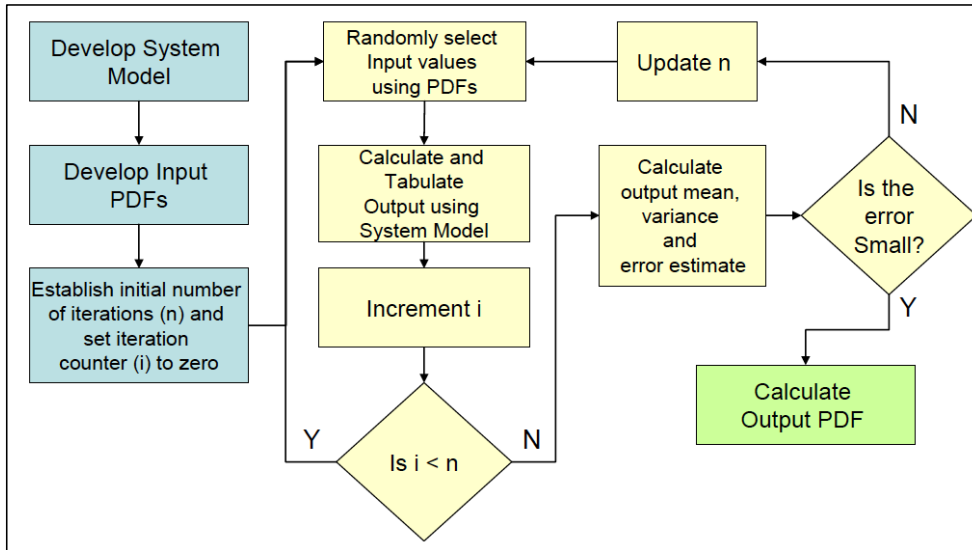 Develop System
Model
Develop Input
PDFs
Establish initial number
of iterations (n) and
set iteration
counter (i) to zero
Randomly select
Input values
using PDFs
Calculate and
Tabulate
Output using
System Model
Increment i
Is i < n
Y
N
Calculate
output mean,
variance
and
error estimate
Is the
error
Small?
N
Update n
Y
Calculate
Output PDF